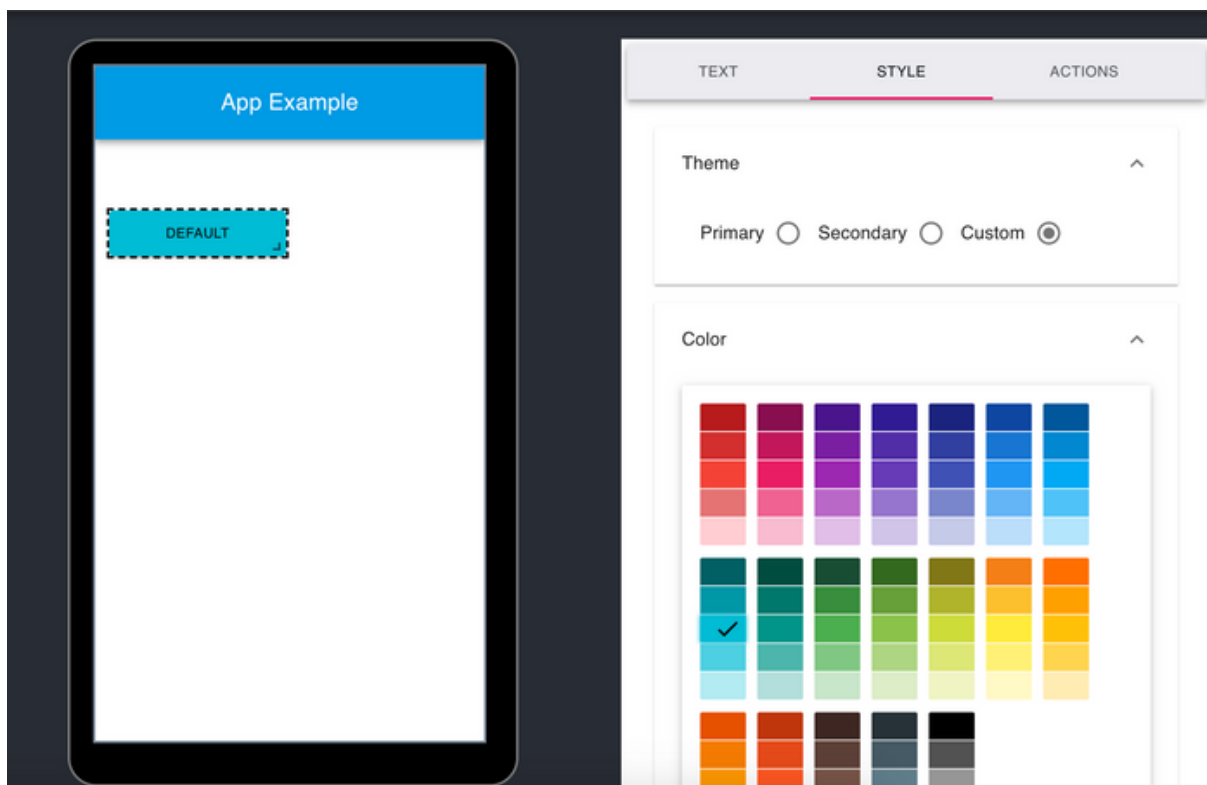 App Example
DEFAULT
TEXT STYLE ACTIONS
Theme
Primary Secondary Custom
Color